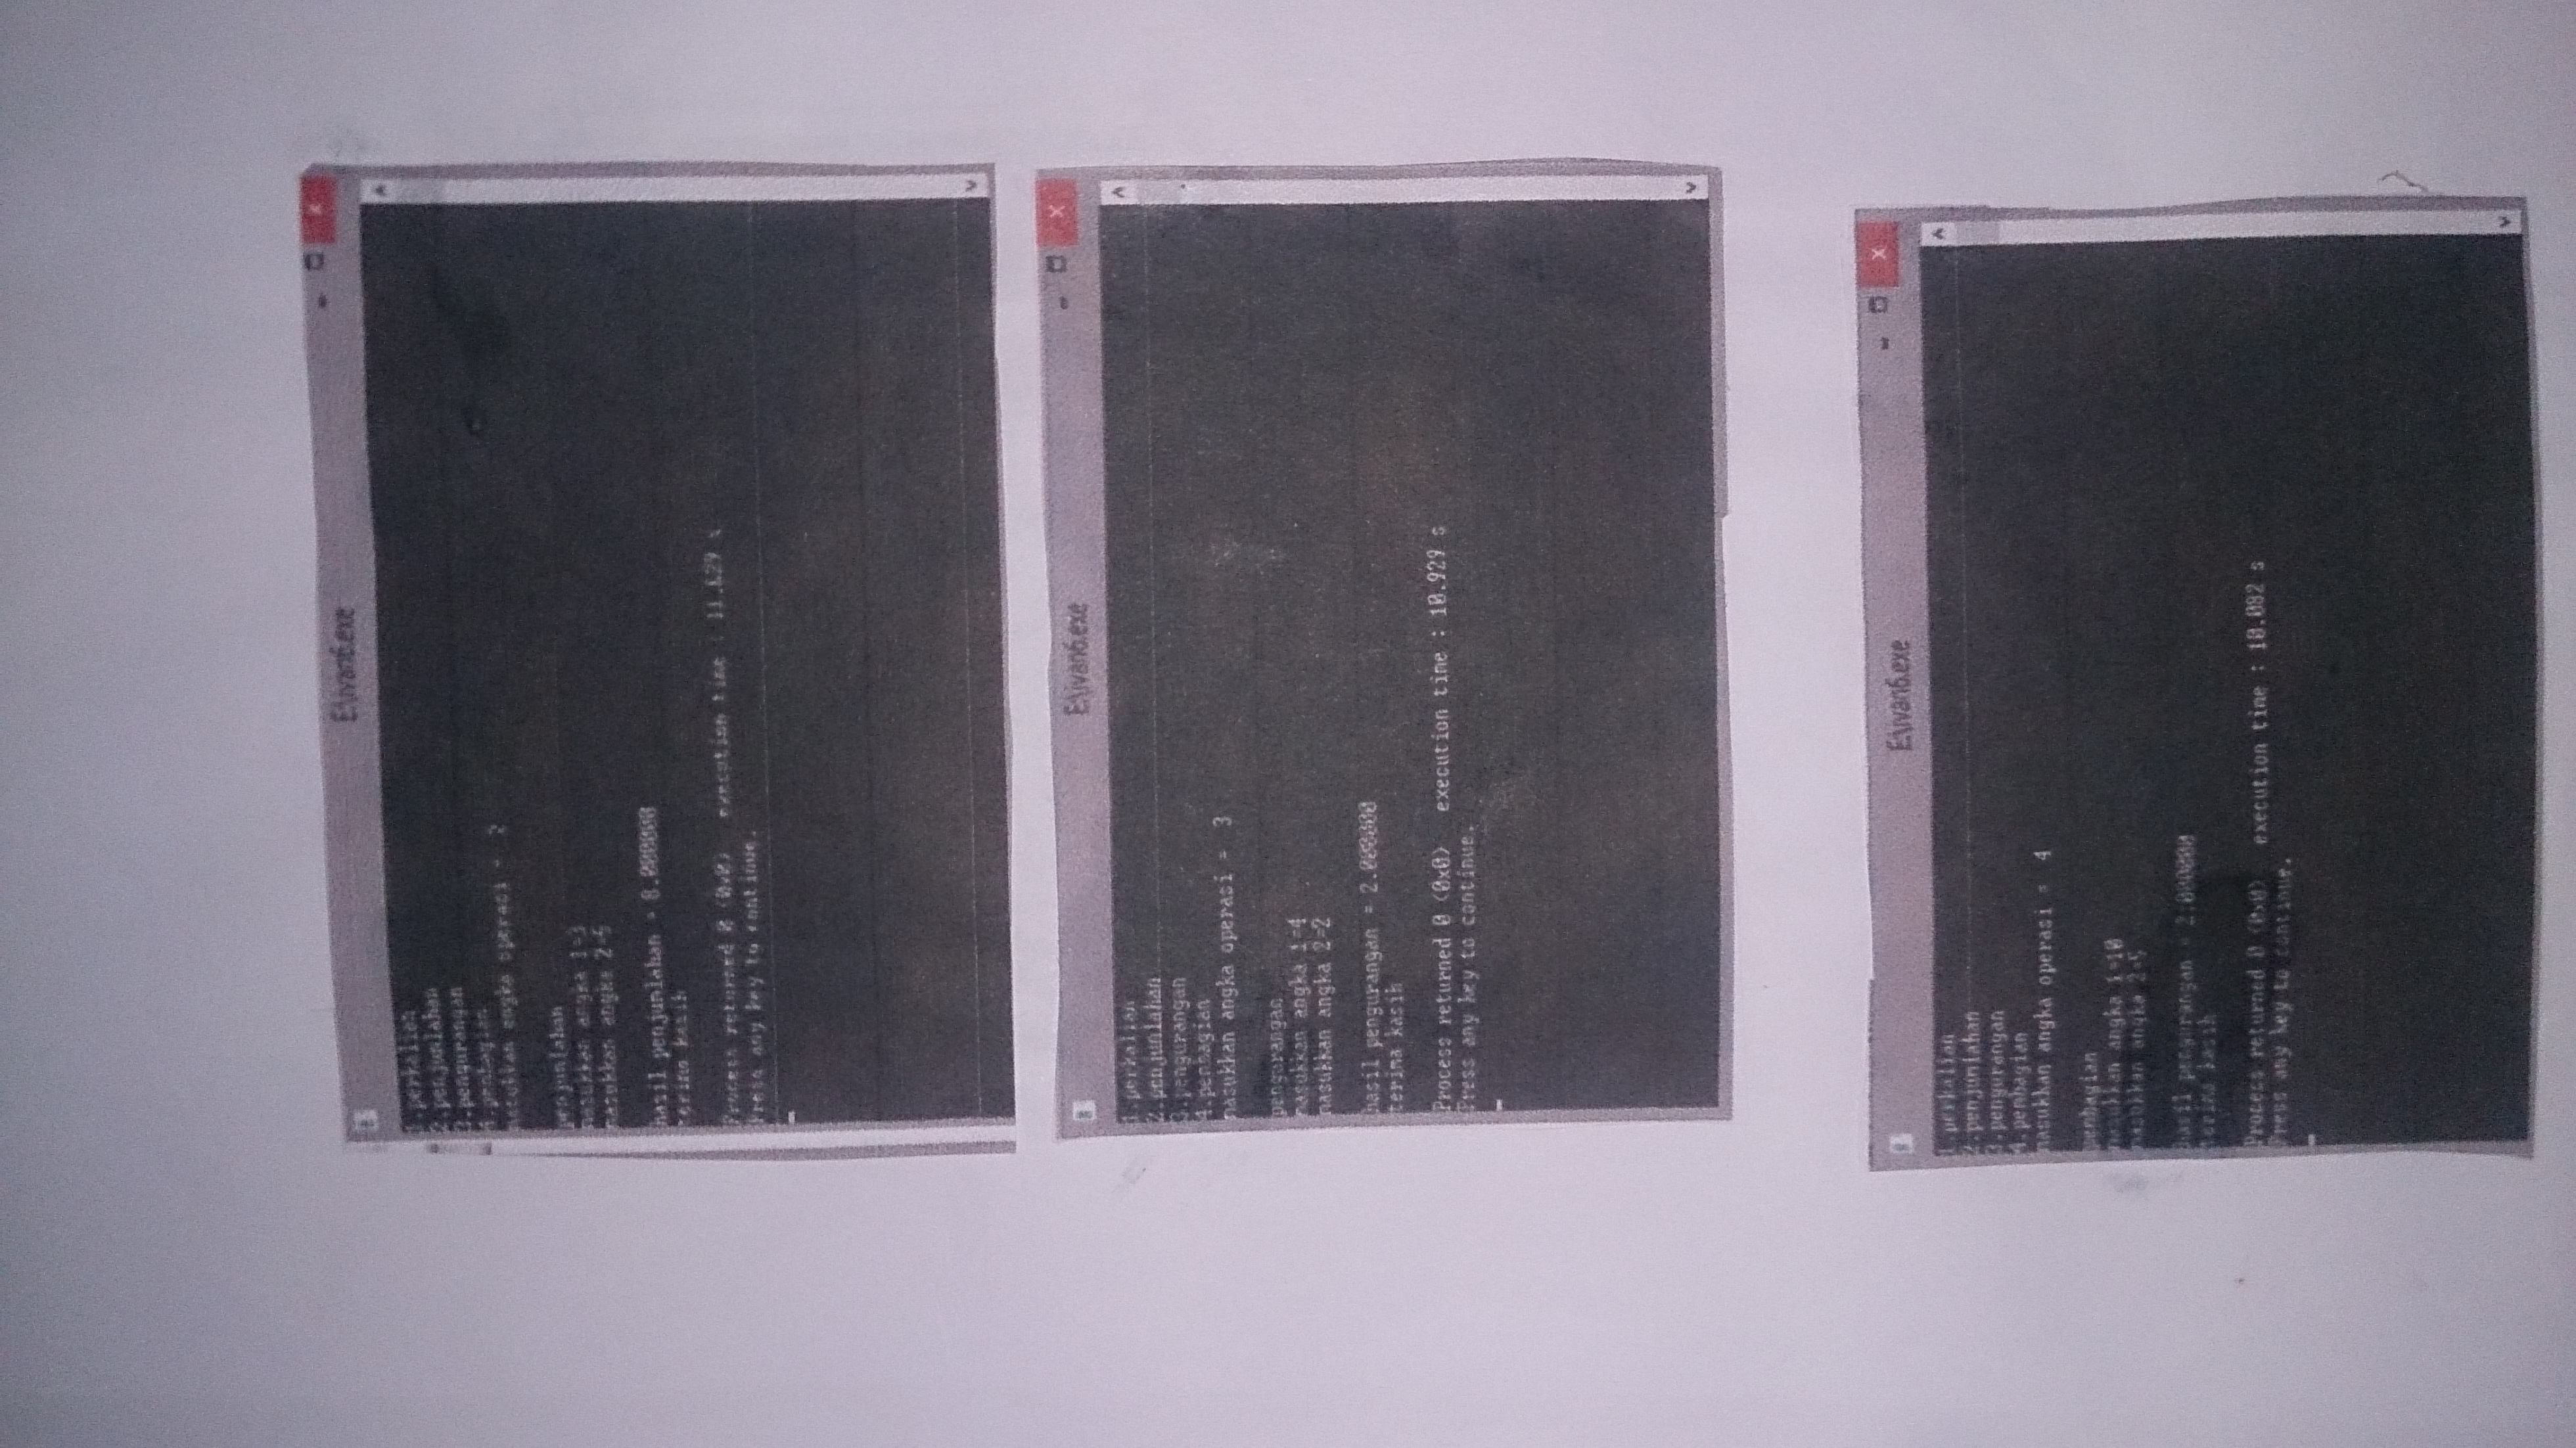 E:\ivan6.exe
1.perkalian
2.penjumlahan
3.pengurangan
4.pembagian
masukkan angka operasi = 2
penjumlahan
masukkan angka 1=3
masukkan angka 2=5
hasil penjumlahan = 8.000000
terima kasih
Process returned 0 (0x0) execution time : 11.629 s
Press any key to continue.
E:\ivan6.exe
1.perkalian
2.penjumlahan
3.pengurangan
4.pembagian
masukkan angka operasi = 3
pengurangan
masukkan angka 1=4
masukkan angka 2=2
hasil pengurangan = 2.000000
terima kasih
Process returned 0 (0x0) execution time : 10.929 s
Press any key to continue.
E:\ivan6.exe
1.perkalian
2.penjumlahan
3.pengurangan
4.pembagian
masukkan angka operasi = 4
pembagian
masukkan angka 1=10
masukkan angka 2=5
hasil pengurangan = 2.000000
terima kasih
Process returned 0 (0x0) execution time : 10.082 s
Press any key to continue.